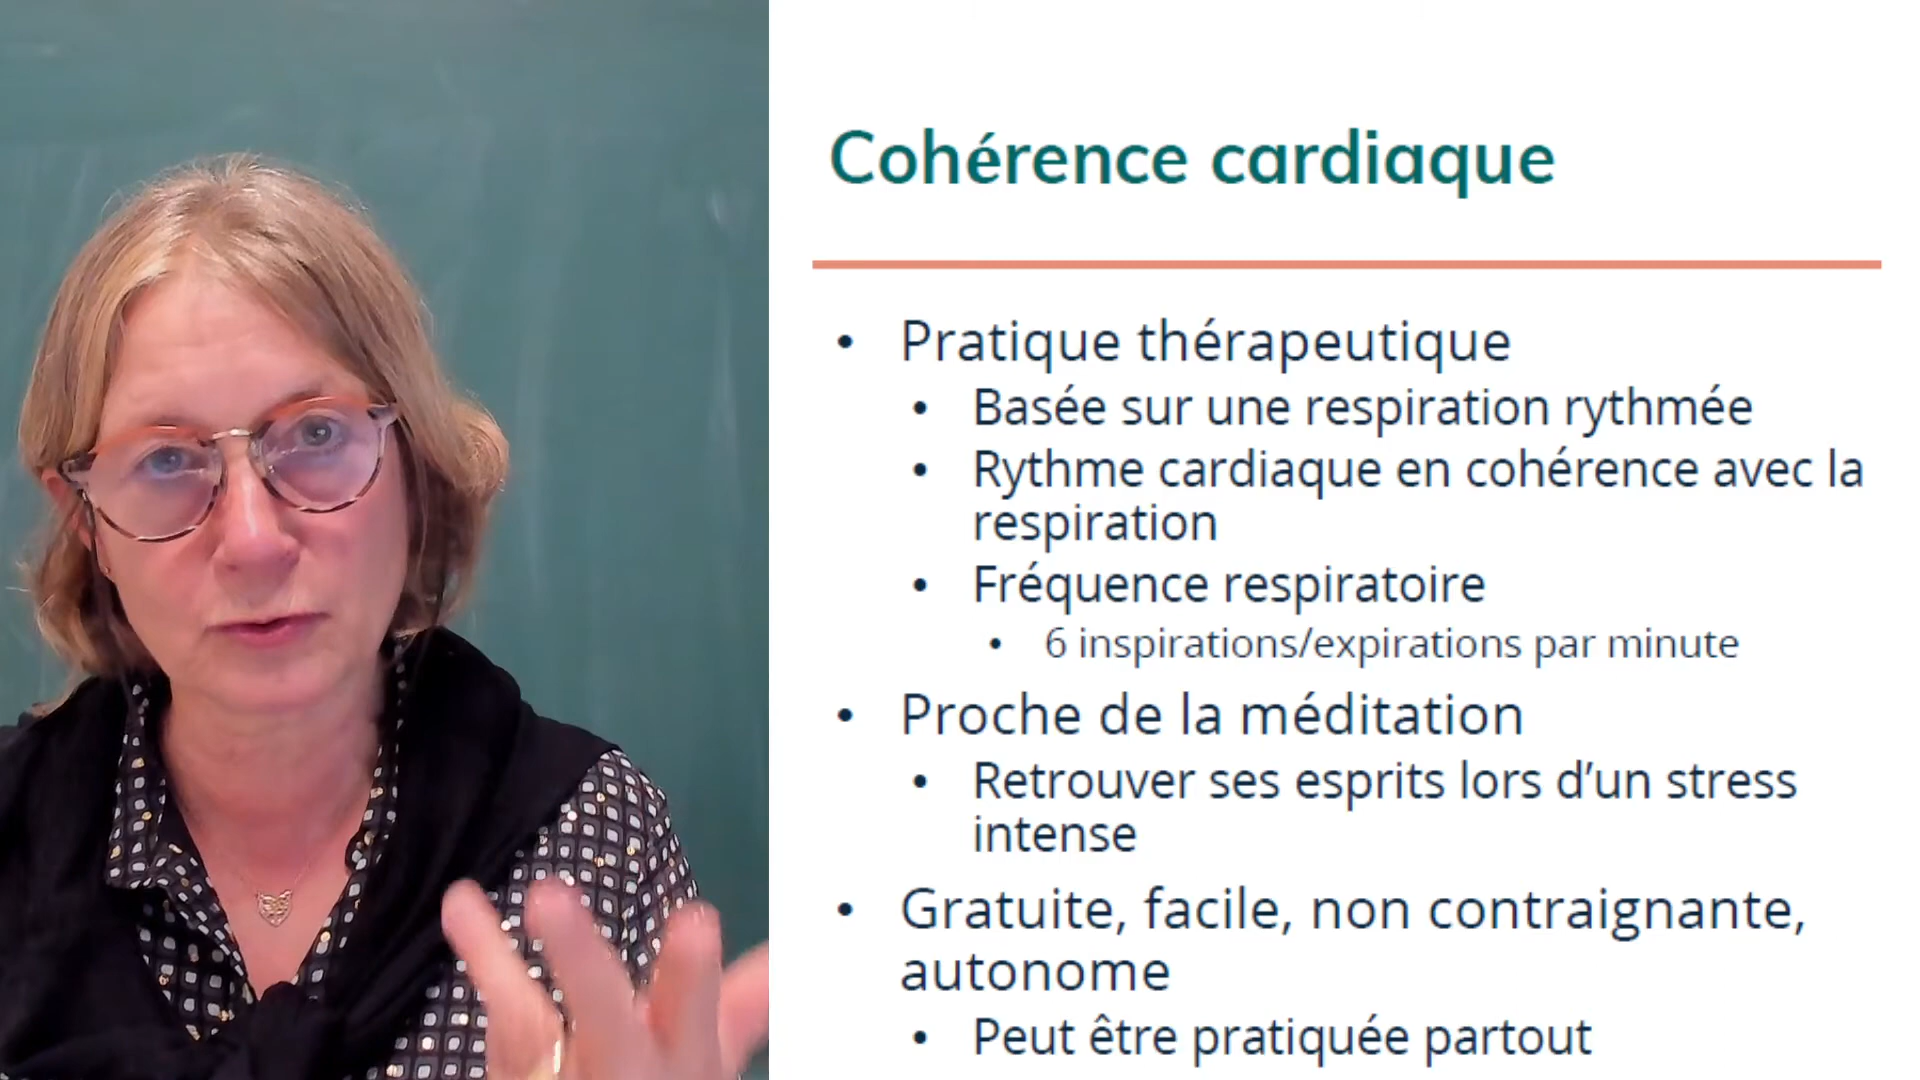 Cohérence cardiaque
• Pratique thérapeutique
• Basée sur une respiration rythmée
• Rythme cardiaque en cohérence avec la
respiration
• Fréquence respiratoire
• 6 inspirations/expirations par minute
• Proche de la méditation
• Retrouver ses esprits lors d’un stress
intense
• Gratuite, facile, non contraignante,
autonome
• Peut être pratiquée partout